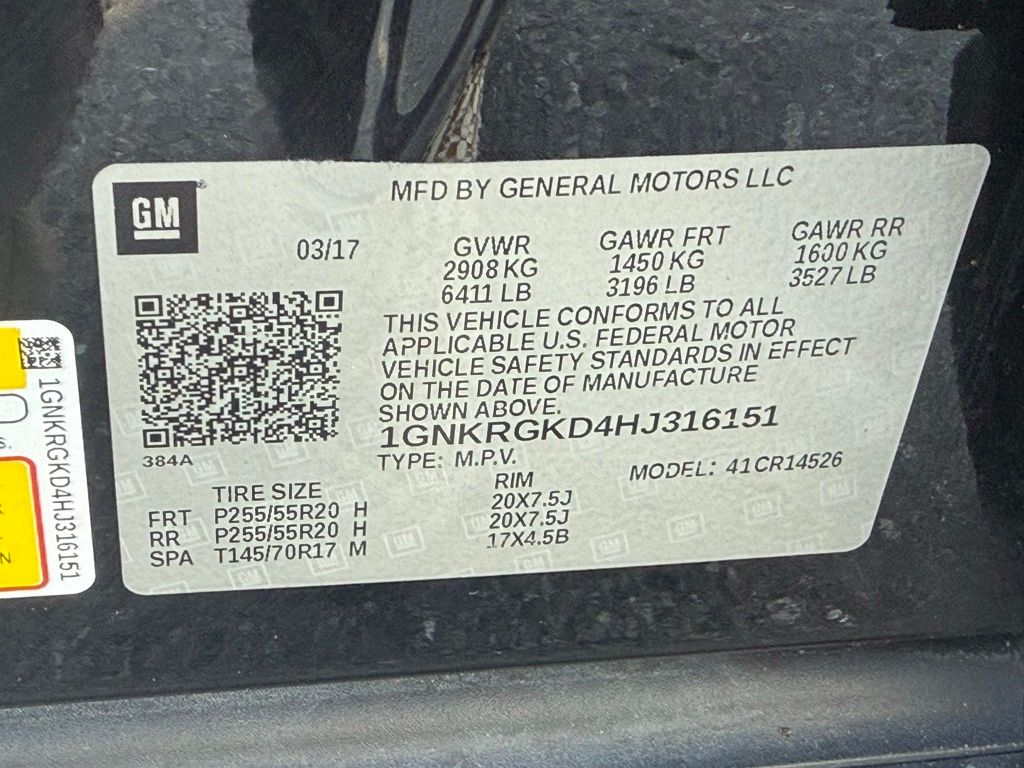 GM
MFD BY GENERAL MOTORS LLC
03/17
GVWR
2908 KG
6411 LB
GAWR FRT
1450 KG
3196 LB
GAWR RR
1600 KG
3527 LB
THIS VEHICLE CONFORMS TO ALL
APPLICABLE U.S. FEDERAL MOTOR
VEHICLE SAFETY STANDARDS IN EFFECT
ON THE DATE OF MANUFACTURE
SHOWN ABOVE.
1GNKRGKD4HJ316151
TYPE: M.P.V.
MODEL: 41CR14526
384A
TIRE SIZE RIM
FRT P255/55R20 H 20X7.5J
RR P255/55R20 H 20X7.5J
SPA T145/70R17 M 17X4.5B
1GNKRGKD4HJ316151